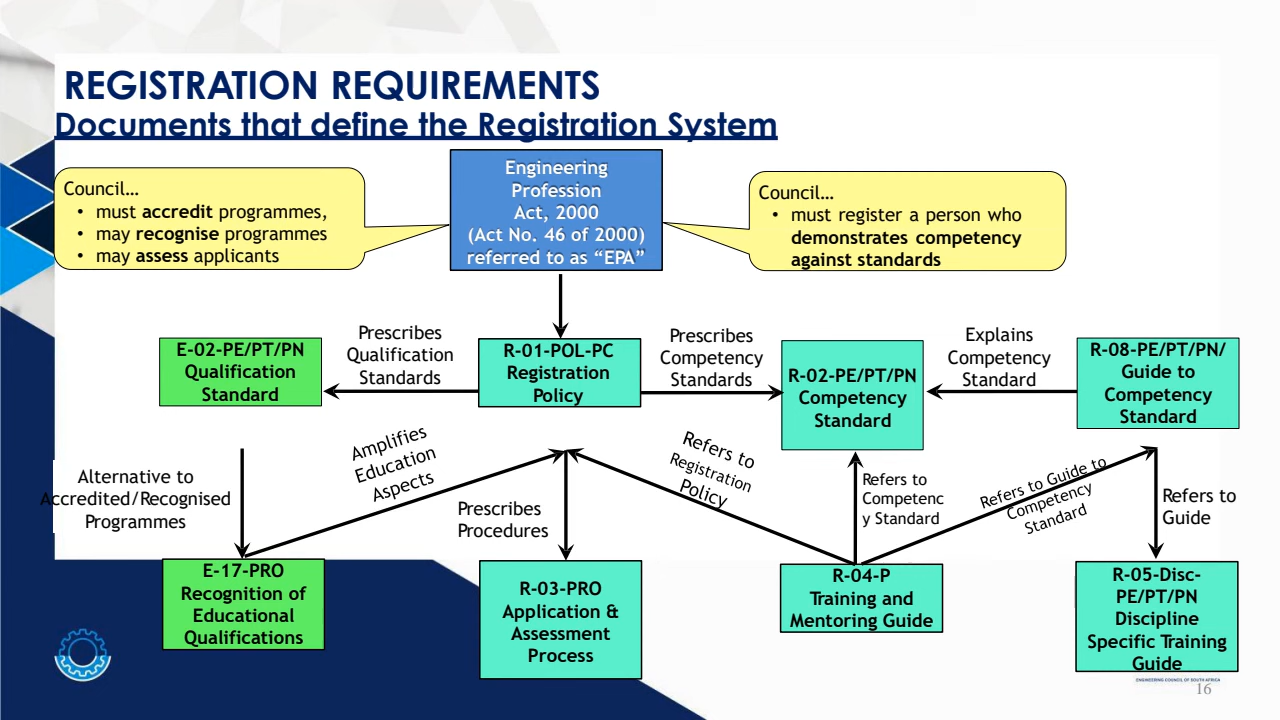 REGISTRATION REQUIREMENTS
Documents that define the Registration System
Council…
• must accredit programmes,
• may recognise programmes
• may assess applicants
Engineering
Profession
Act, 2000
(Act No. 46 of 2000)
referred to as “EPA”
Council…
• must register a person who
demonstrates competency
against standards
E-02-PE/PT/PN
Qualification
Standard
Prescribes
Qualification
Standards
R-01-POL-PC
Registration
Policy
Prescribes
Competency
Standards
R-02-PE/PT/PN
Competency
Standard
Explains
Competency
Standard
R-08-PE/PT/PN/
Guide to
Competency
Standard
Alternative to
Accredited/Recognised
Programmes
Amplifies
Education
Aspects
Prescribes
Procedures
Refers to
Registration
Policy
Refers to
Competenc
y Standard
Refers to Guide to
Competency
Standard
Refers to
Guide
E-17-PRO
Recognition of
Educational
Qualifications
R-03-PRO
Application &
Assessment
Process
R-04-P
Training and
Mentoring Guide
R-05-Disc-
PE/PT/PN
Discipline
Specific Training
Guide
ENGINEERING COUNCIL OF SOUTH AFRICA
16